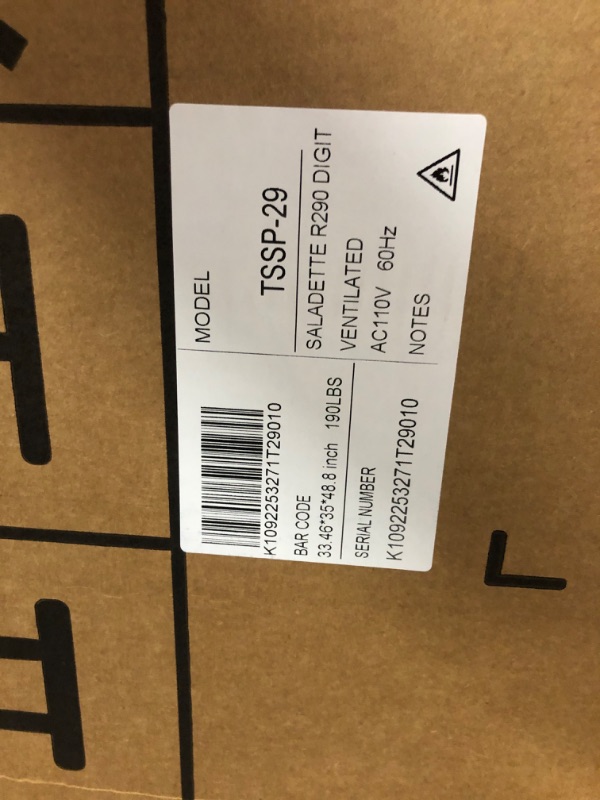 K1092253271T29010
BAR CODE
33.46*35*48.8 inch 190LBS
SERIAL NUMBER
K1092253271T29010
MODEL
TSSP-29
SALADETTE R290 DIGIT
VENTILATED
AC110V 60Hz
NOTES